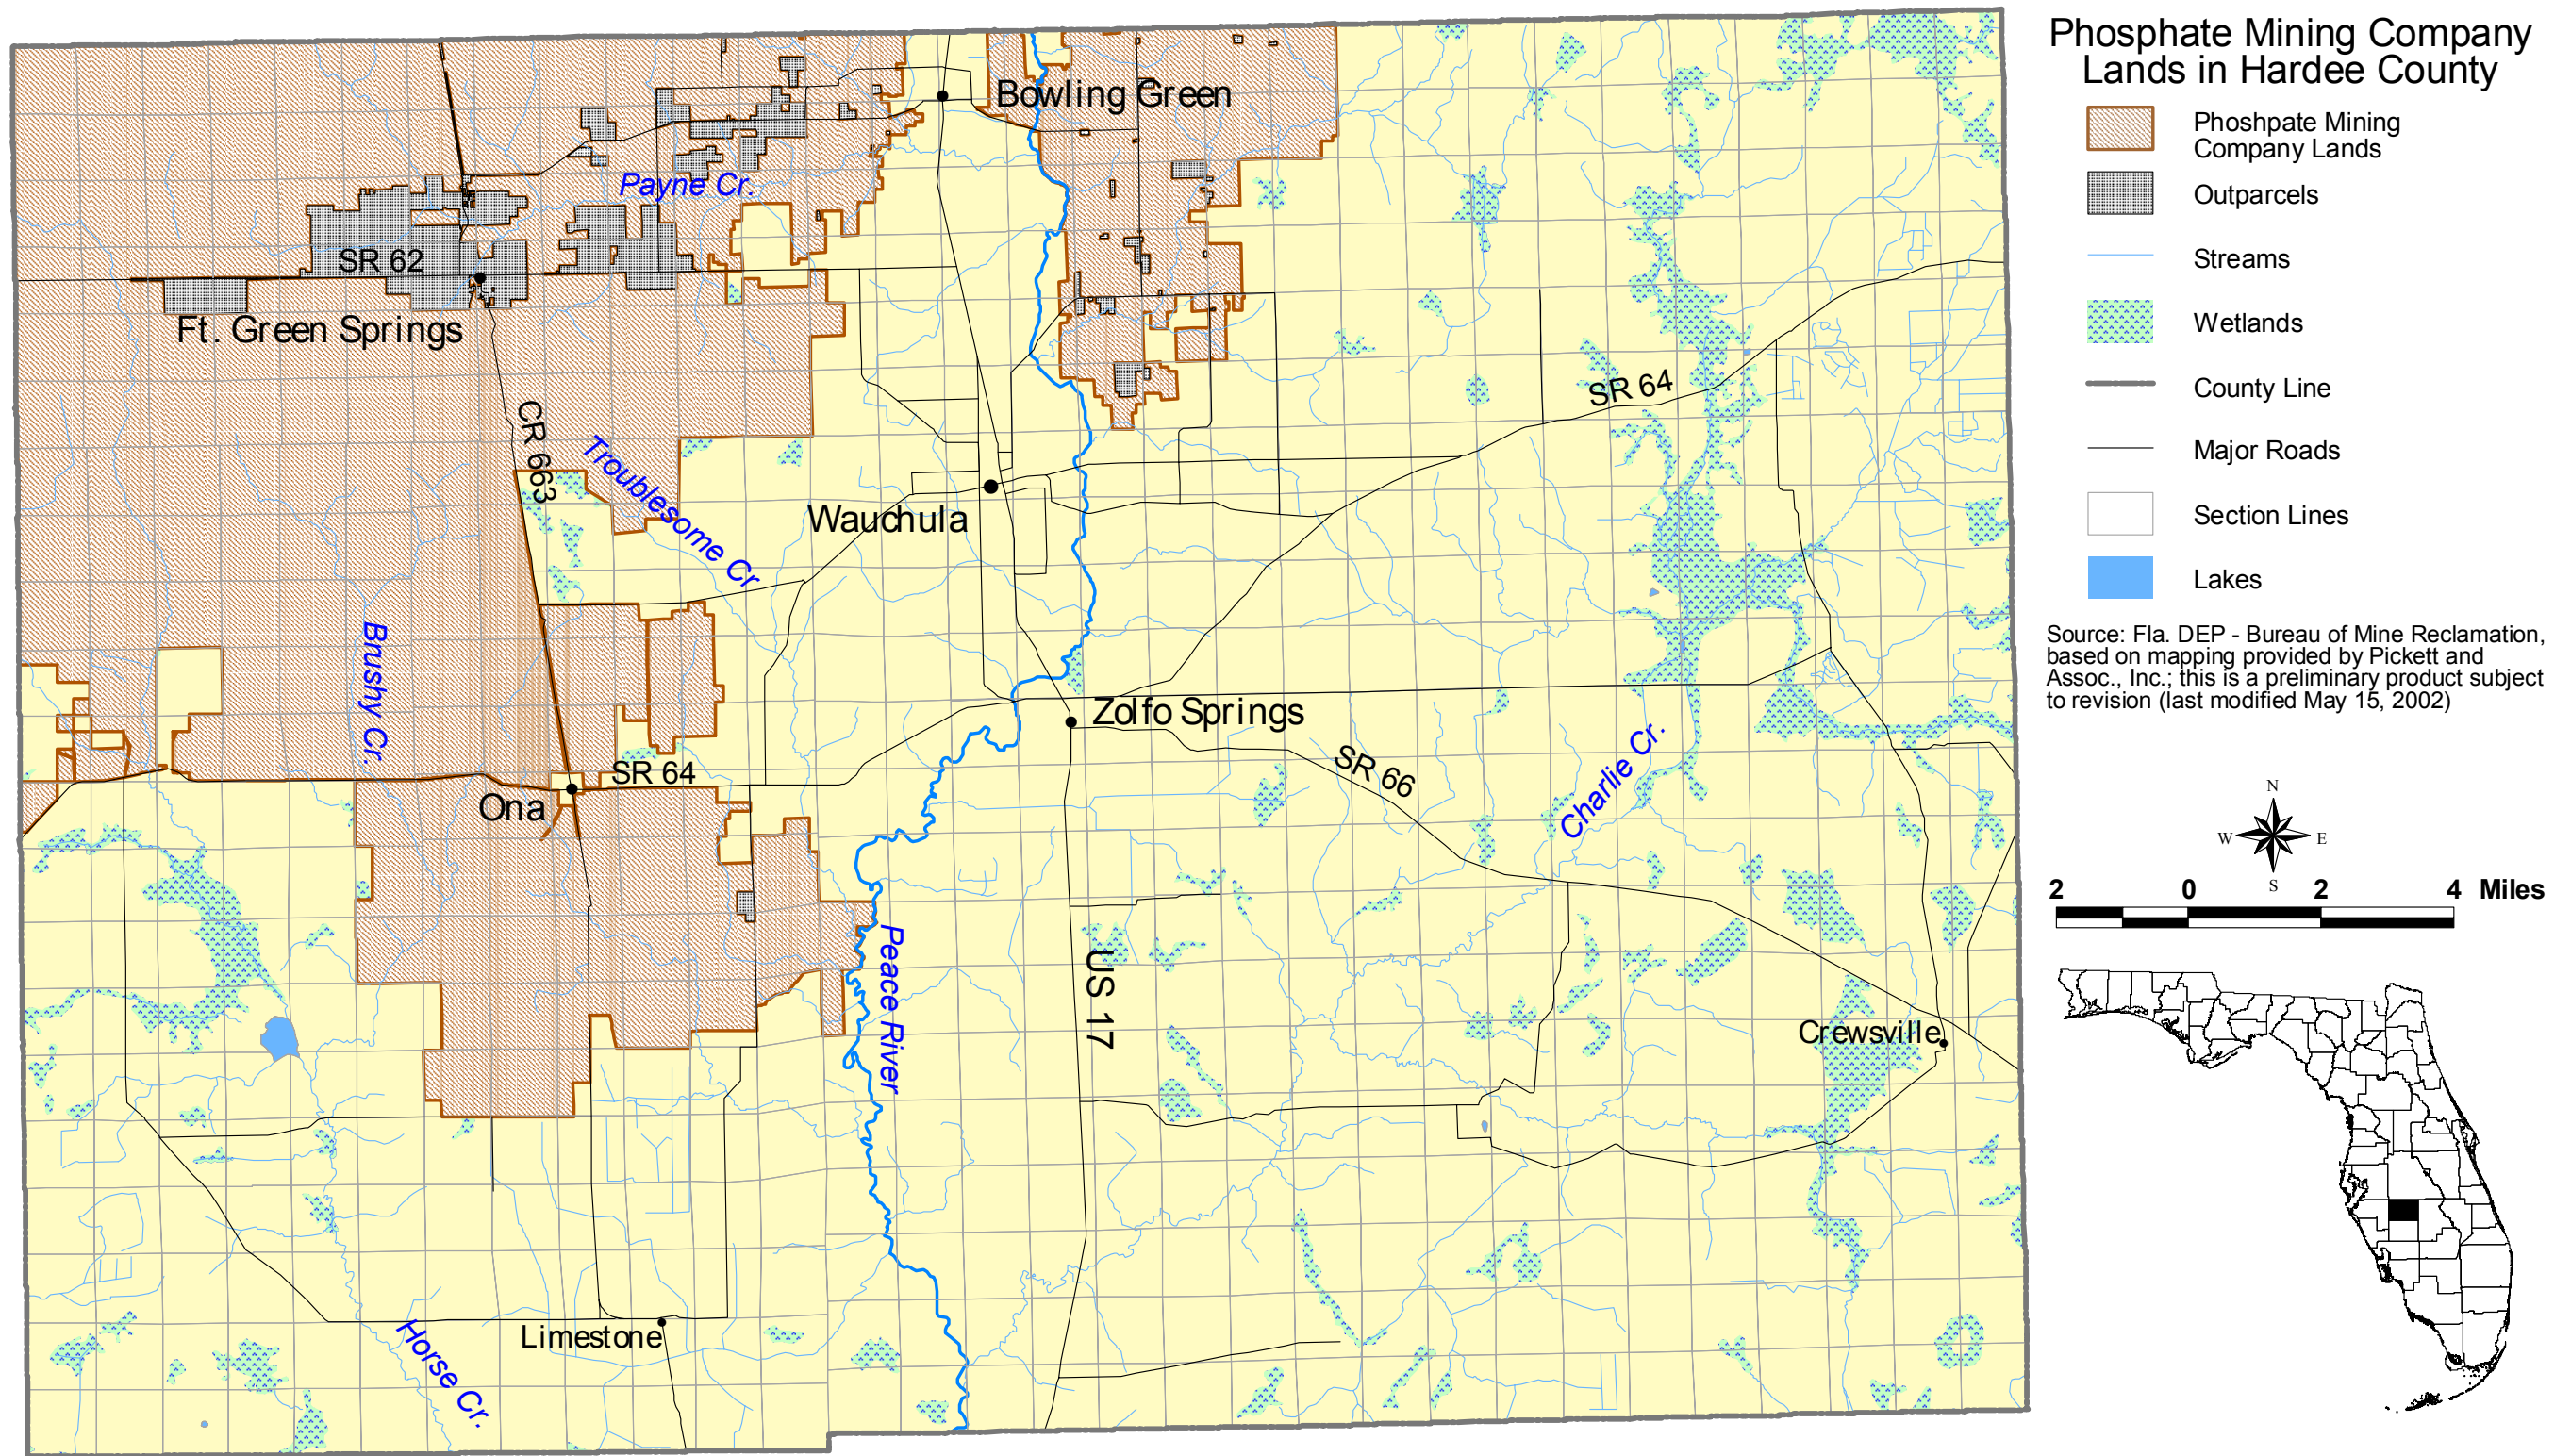 Phosphate Mining Company
Lands in Hardee County
Phoshpate Mining
Company Lands
Outparcels
Streams
Wetlands
County Line
Major Roads
Section Lines
Lakes
Source: Fla. DEP - Bureau of Mine Reclamation,
based on mapping provided by Pickett and
Assoc., Inc.; this is a preliminary product subject
to revision (last modified May 15, 2002)
N
W
E
S
2 0 2 4 Miles
Bowling Green
Payne Cr.
SR 62
Ft. Green Springs
CR 663
Troublesome Cr.
SR 64
Wauchula
Brushy Cr.
Zolfo Springs
SR 66
Charlie Cr.
SR 64
Ona
Peace River
US 17
Crewsville
Limestone
Horse Cr.